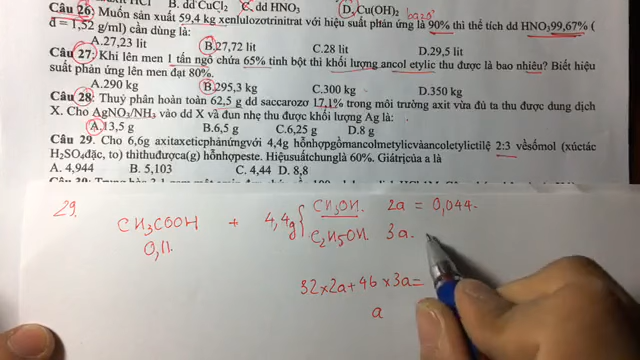 B. dd CuCl₂ C. dd HNO₃ D. Cu(OH)₂
Câu 26: Muốn sản xuất 59,4 kg xenlulozotrinitrat với hiệu suất phản ứng là 90% thì thể tích dd HNO₃ 99,67% (
d = 1,52 g/ml) cần dùng là:
A.27,23 lit B.27,72 lit C.28 lit D.29,5 lit
Câu 27: Khi lên men 1 tấn ngô chứa 65% tinh bột thì khối lượng ancol etylic thu được là bao nhiêu? Biết hiệu
suất phản ứng lên men đạt 80%.
A.290 kg B.295,3 kg C.300 kg D.350 kg
Câu 28: Thuỷ phân hoàn toàn 62,5 g dd saccarozo 17,1% trong môi trường axit vừa đủ ta thu được dung dịch
X. Cho AgNO₃/NH₃ vào dd X và đun nhẹ thu được khối lượng Ag là:
A.13,5 g B.6,5 g C.6,25 g D.8 g
Câu 29. Cho 6,6g axitaxeticphảnứngvới 4,4g hỗnhợpgồmancolmetylicvàancoletylictỉlệ 2:3 vềsốmol (xúctác
H₂SO₄đặc, to) thìthuđượca(g) hỗnhợpeste. Hiệusuấtchunglà 60%. Giátrịcủa a là
A. 4,944 B. 5,103 C. 4,44 D. 8,8
29. CH₃COOH + 4,4g { CH₃OH. 2a = 0,044.
0,11. C₂H₅OH. 3a.
32×2a+46×3a=
a